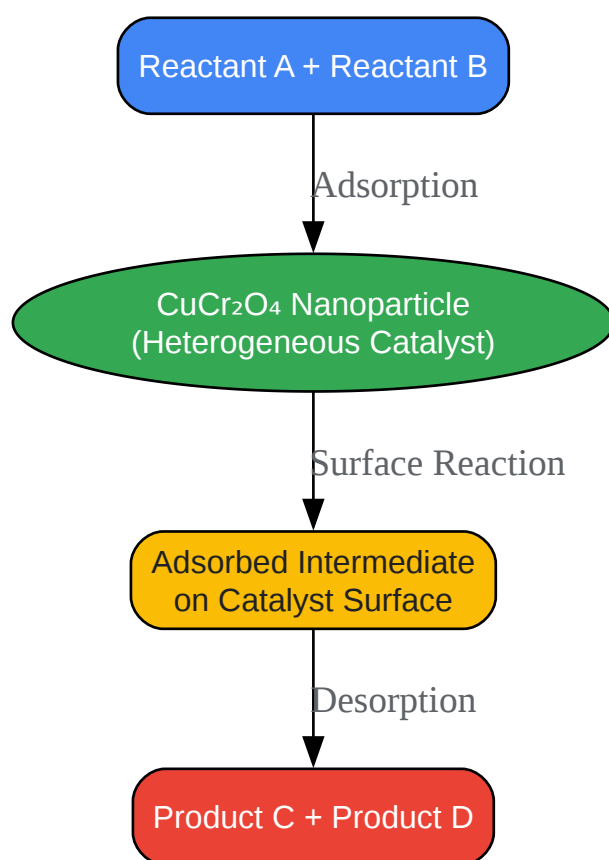 Reactant A + Reactant B
Adsorption
CuCr₂O₄ Nanoparticle
(Heterogeneous Catalyst)
Surface Reaction
Adsorbed Intermediate
on Catalyst Surface
Desorption
Product C + Product D